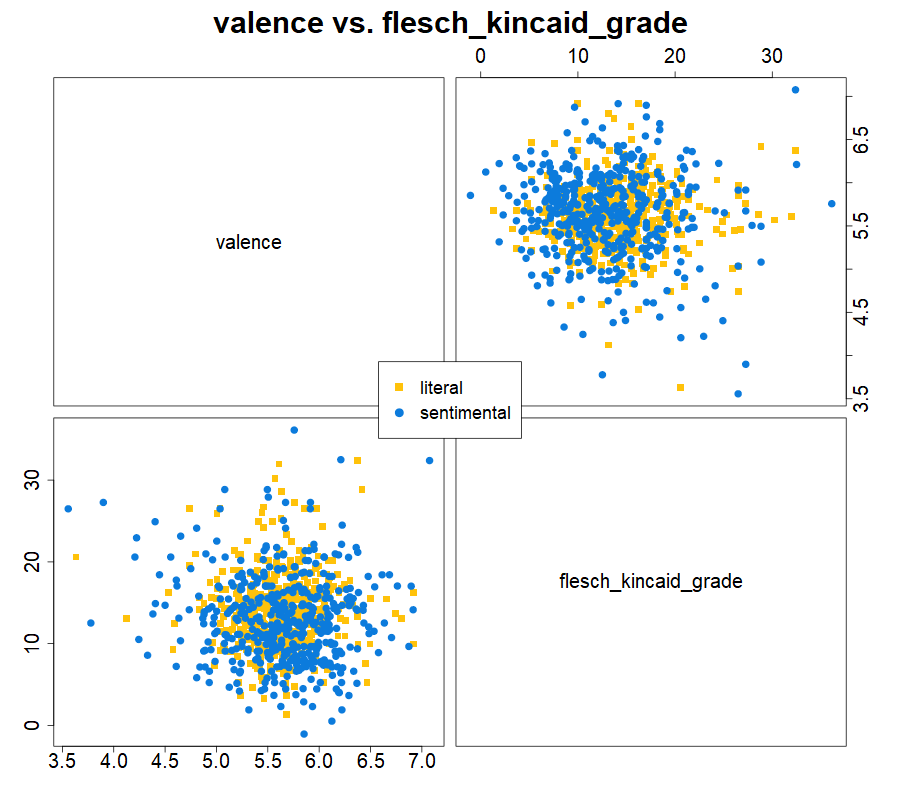 valence vs. flesch_kincaid_grade
0 10 20 30
valence
6.5
5.5
4.5
3.5
literal
sentimental
30
20
10
0
flesch_kincaid_grade
3.5 4.0 4.5 5.0 5.5 6.0 6.5 7.0